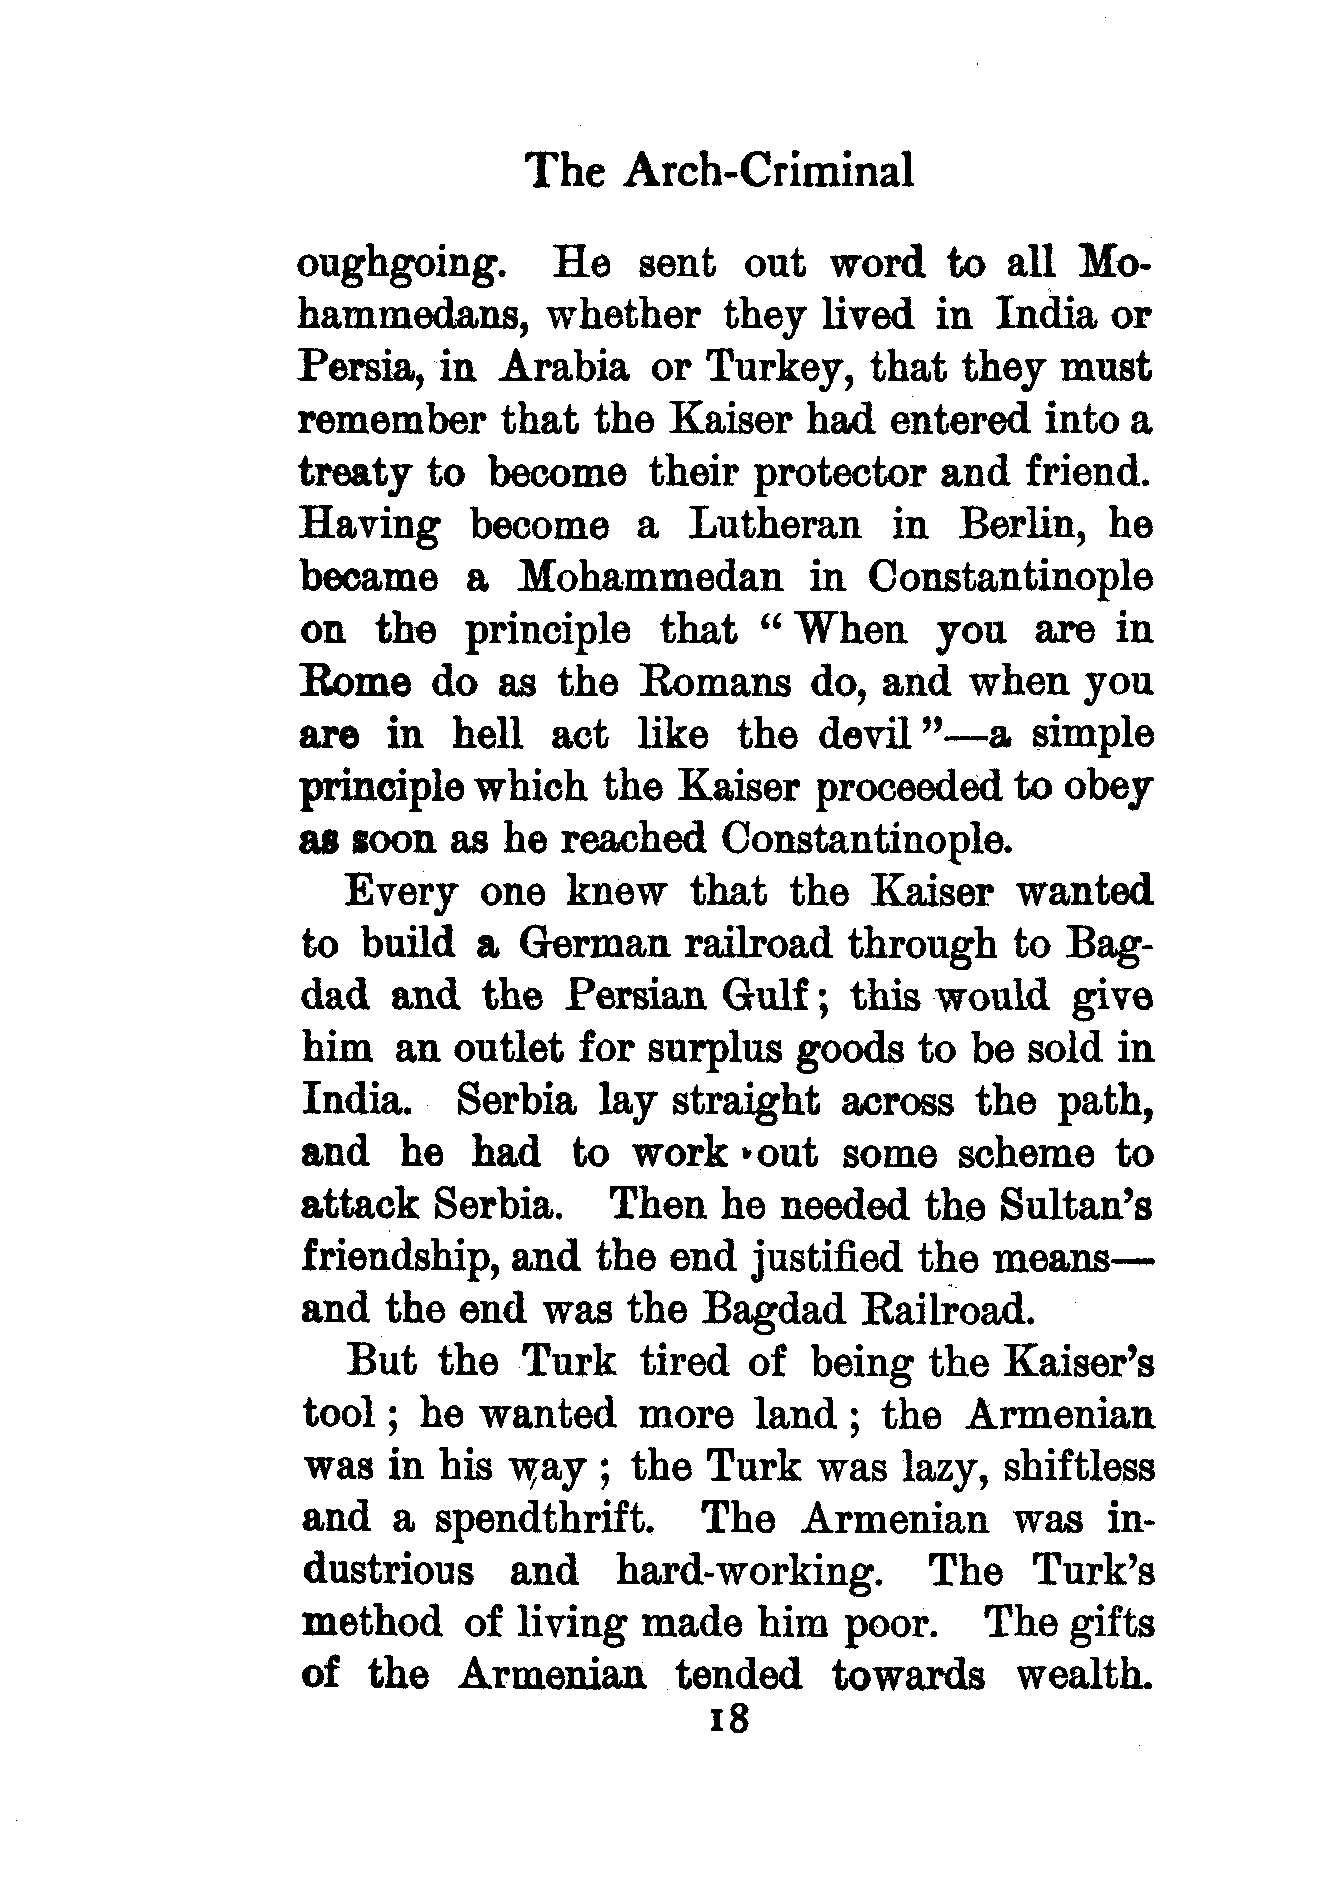 The Arch-Criminal
oughgoing. He sent out word to all Mo-
hammedans, whether they lived in India or
Persia, in Arabia or Turkey, that they must
remember that the Kaiser had entered into a
treaty to become their protector and friend.
Having become a Lutheran in Berlin, he
became a Mohammedan in Constantinople
on the principle that “ When you are in
Rome do as the Romans do, and when you
are in hell act like the devil ”—a simple
principle which the Kaiser proceeded to obey
as soon as he reached Constantinople.
Every one knew that the Kaiser wanted
to build a German railroad through to Bag-
dad and the Persian Gulf ; this would give
him an outlet for surplus goods to be sold in
India. Serbia lay straight across the path,
and he had to work out some scheme to
attack Serbia. Then he needed the Sultan’s
friendship, and the end justified the means—
and the end was the Bagdad Railroad.
But the Turk tired of being the Kaiser’s
tool ; he wanted more land ; the Armenian
was in his way ; the Turk was lazy, shiftless
and a spendthrift. The Armenian was in-
dustrious and hard-working. The Turk’s
method of living made him poor. The gifts
of the Armenian tended towards wealth.
18